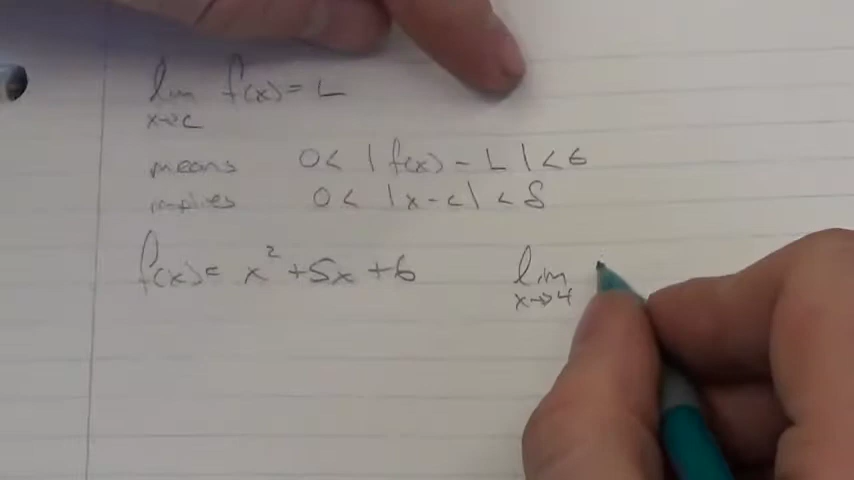 lim f(x) = L
x→c
means 0 < |f(x) - L| < ϵ
implies 0 < |x - c| < δ
f(x) = x² + 5x + 6 lim
x→4